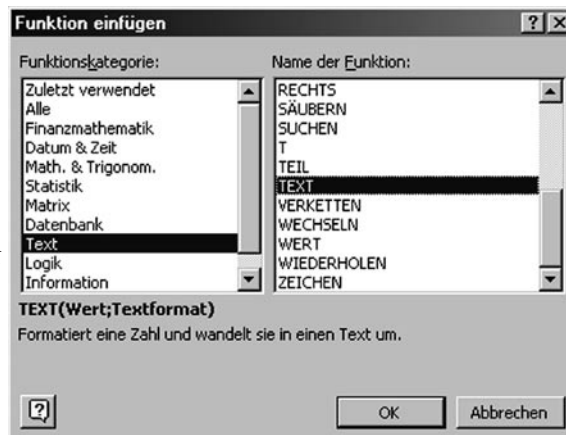 Funktion einfügen
Funktionskategorie:
Zuletzt verwendet
Alle
Finanzmathematik
Datum & Zeit
Math. & Trigonom.
Statistik
Matrix
Datenbank
Text
Logik
Information
Name der Funktion:
RECHTS
SÄUBERN
SUCHEN
T
TEIL
TEXT
VERKETTEN
WECHSELN
WERT
WIEDERHOLEN
ZEICHEN
TEXT(Wert;Textformat)
Formatiert eine Zahl und wandelt sie in einen Text um.
OK
Abbrechen